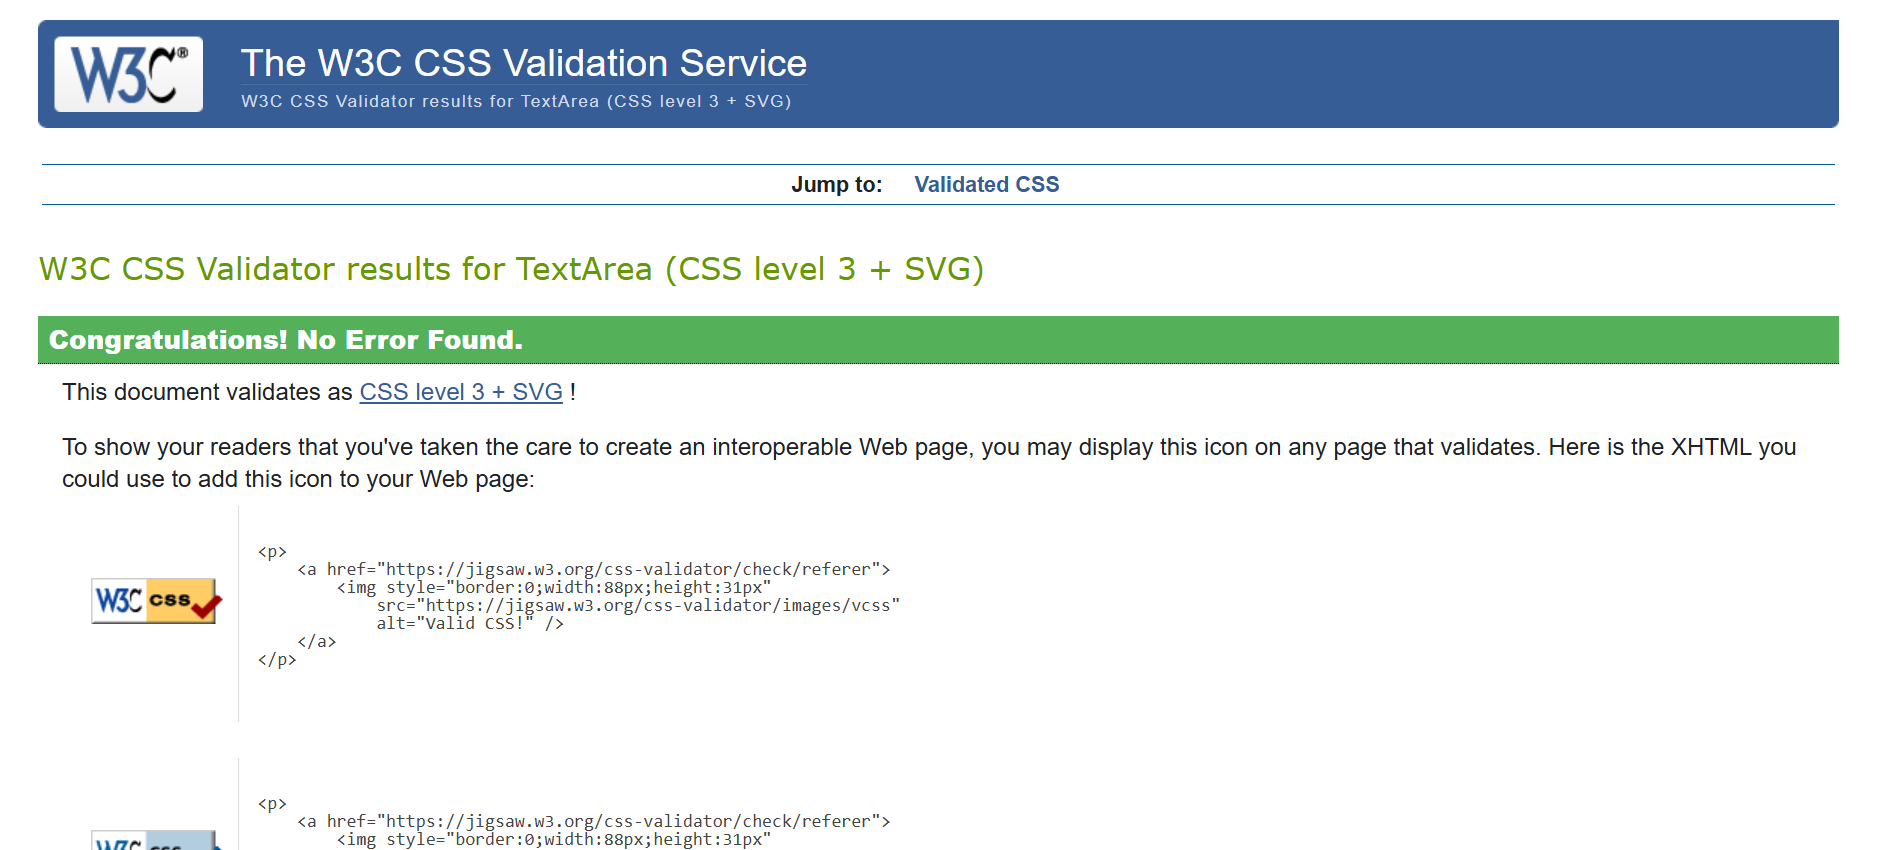 W3C®
The W3C CSS Validation Service
W3C CSS Validator results for TextArea (CSS level 3 + SVG)
Jump to: Validated CSS
W3C CSS Validator results for TextArea (CSS level 3 + SVG)
Congratulations! No Error Found.
This document validates as CSS level 3 + SVG !
To show your readers that you've taken the care to create an interoperable Web page, you may display this icon on any page that validates. Here is the XHTML you
could use to add this icon to your Web page:
<p>
<a href="https://jigsaw.w3.org/css-validator/check/referer">
<img style="border:0;width:88px;height:31px"
W3C css
src="https://jigsaw.w3.org/css-validator/images/vcss"
alt="Valid CSS!" />
</a>
</p>
<p>
<a href="https://jigsaw.w3.org/css-validator/check/referer">
<img style="border:0;width:88px;height:31px"
W3C css